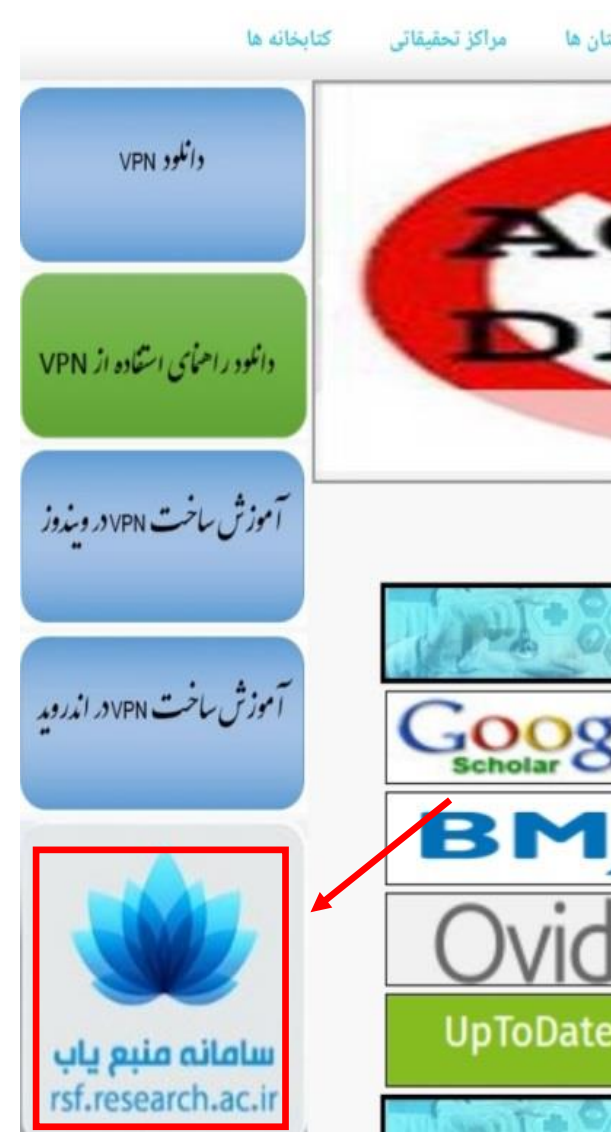 کتابخانه ها
مراکز تحقیقاتی
ها
دانلود VPN
دانلود راهنمای استفاده از VPN
آموزش ساخت VPN در ویندوز
آموزش ساخت VPN در اندروید
سامانه منبع یاب
rsf.research.ac.ir
Scholar
Ovid
UpToDate